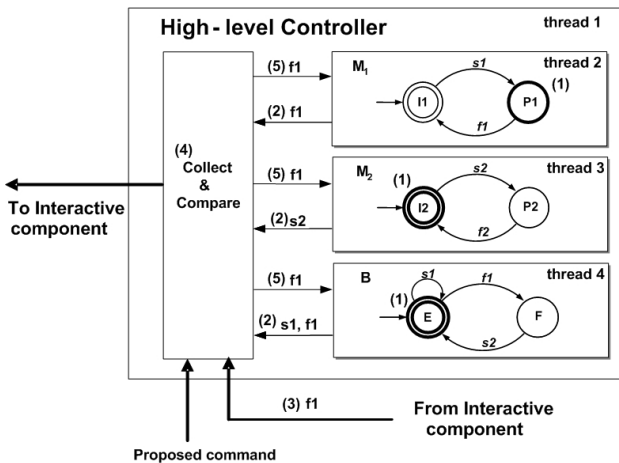 High - level Controller
thread 1
(5) f1
M1
thread 2
s1
(1)
I1
P1
(2) f1
f1
(4)
Collect
&
Compare
(5) f1
M2
thread 3
(1)
s2
I2
P2
(2)s2
f2
To Interactive
component
(5) f1
B
thread 4
s1
f1
(1)
E
F
(2) s1, f1
s2
(3) f1
From Interactive
component
Proposed command